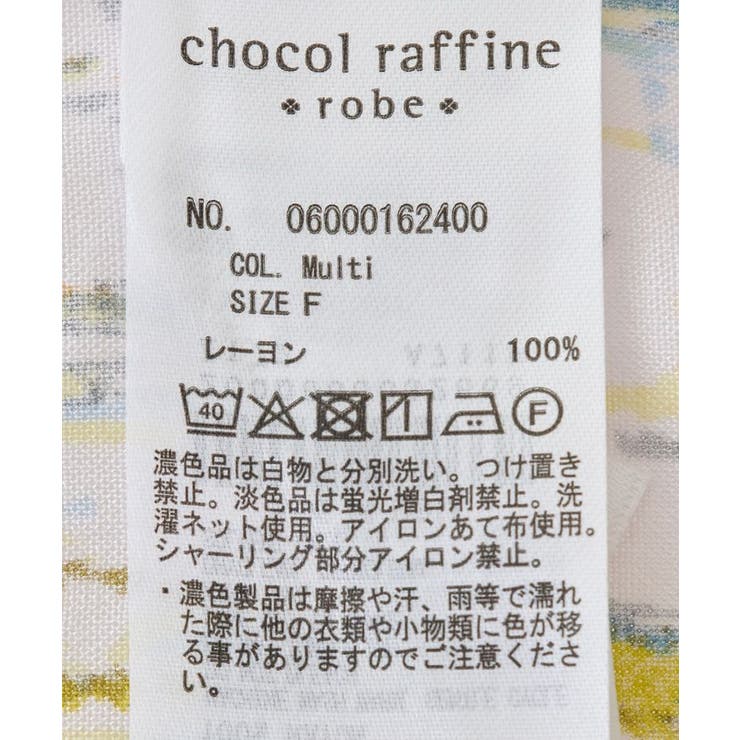 chocol raffine
robe
NO. 06000162400
COL. Multi
SIZE F
レーヨン 100%
40 F
濃色品は白物と分別洗い。つけ置き
禁止。淡色品は蛍光増白剤禁止。洗
濯ネット使用。アイロンあて布使用。
シャーリング部分アイロン禁止。
・濃色製品は摩擦や汗、雨等で濡れ
た際に他の衣類や小物類に色が移
る事がありますのでご注意くださ
い。